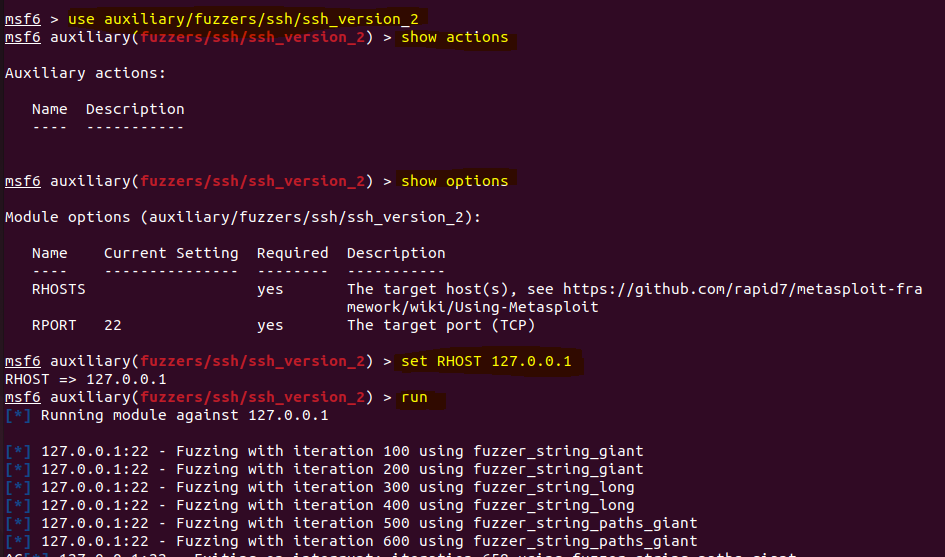 msf6 > use auxiliary/fuzzers/ssh/ssh_version_2
msf6 auxiliary(fuzzers/ssh/ssh_version_2) > show actions
Auxiliary actions:
Name  Description
----  -----------
msf6 auxiliary(fuzzers/ssh/ssh_version_2) > show options
Module options (auxiliary/fuzzers/ssh/ssh_version_2):
Name    Current Setting  Required  Description
----    ---------------  --------  -----------
RHOSTS                   yes       The target host(s), see https://github.com/rapid7/metasploit-fra
mework/wiki/Using-Metasploit
RPORT   22               yes       The target port (TCP)
msf6 auxiliary(fuzzers/ssh/ssh_version_2) > set RHOST 127.0.0.1
RHOST => 127.0.0.1
msf6 auxiliary(fuzzers/ssh/ssh_version_2) > run
[*] Running module against 127.0.0.1
[*] 127.0.0.1:22 - Fuzzing with iteration 100 using fuzzer_string_giant
[*] 127.0.0.1:22 - Fuzzing with iteration 200 using fuzzer_string_giant
[*] 127.0.0.1:22 - Fuzzing with iteration 300 using fuzzer_string_long
[*] 127.0.0.1:22 - Fuzzing with iteration 400 using fuzzer_string_long
[*] 127.0.0.1:22 - Fuzzing with iteration 500 using fuzzer_string_paths_giant
[*] 127.0.0.1:22 - Fuzzing with iteration 600 using fuzzer_string_paths_giant